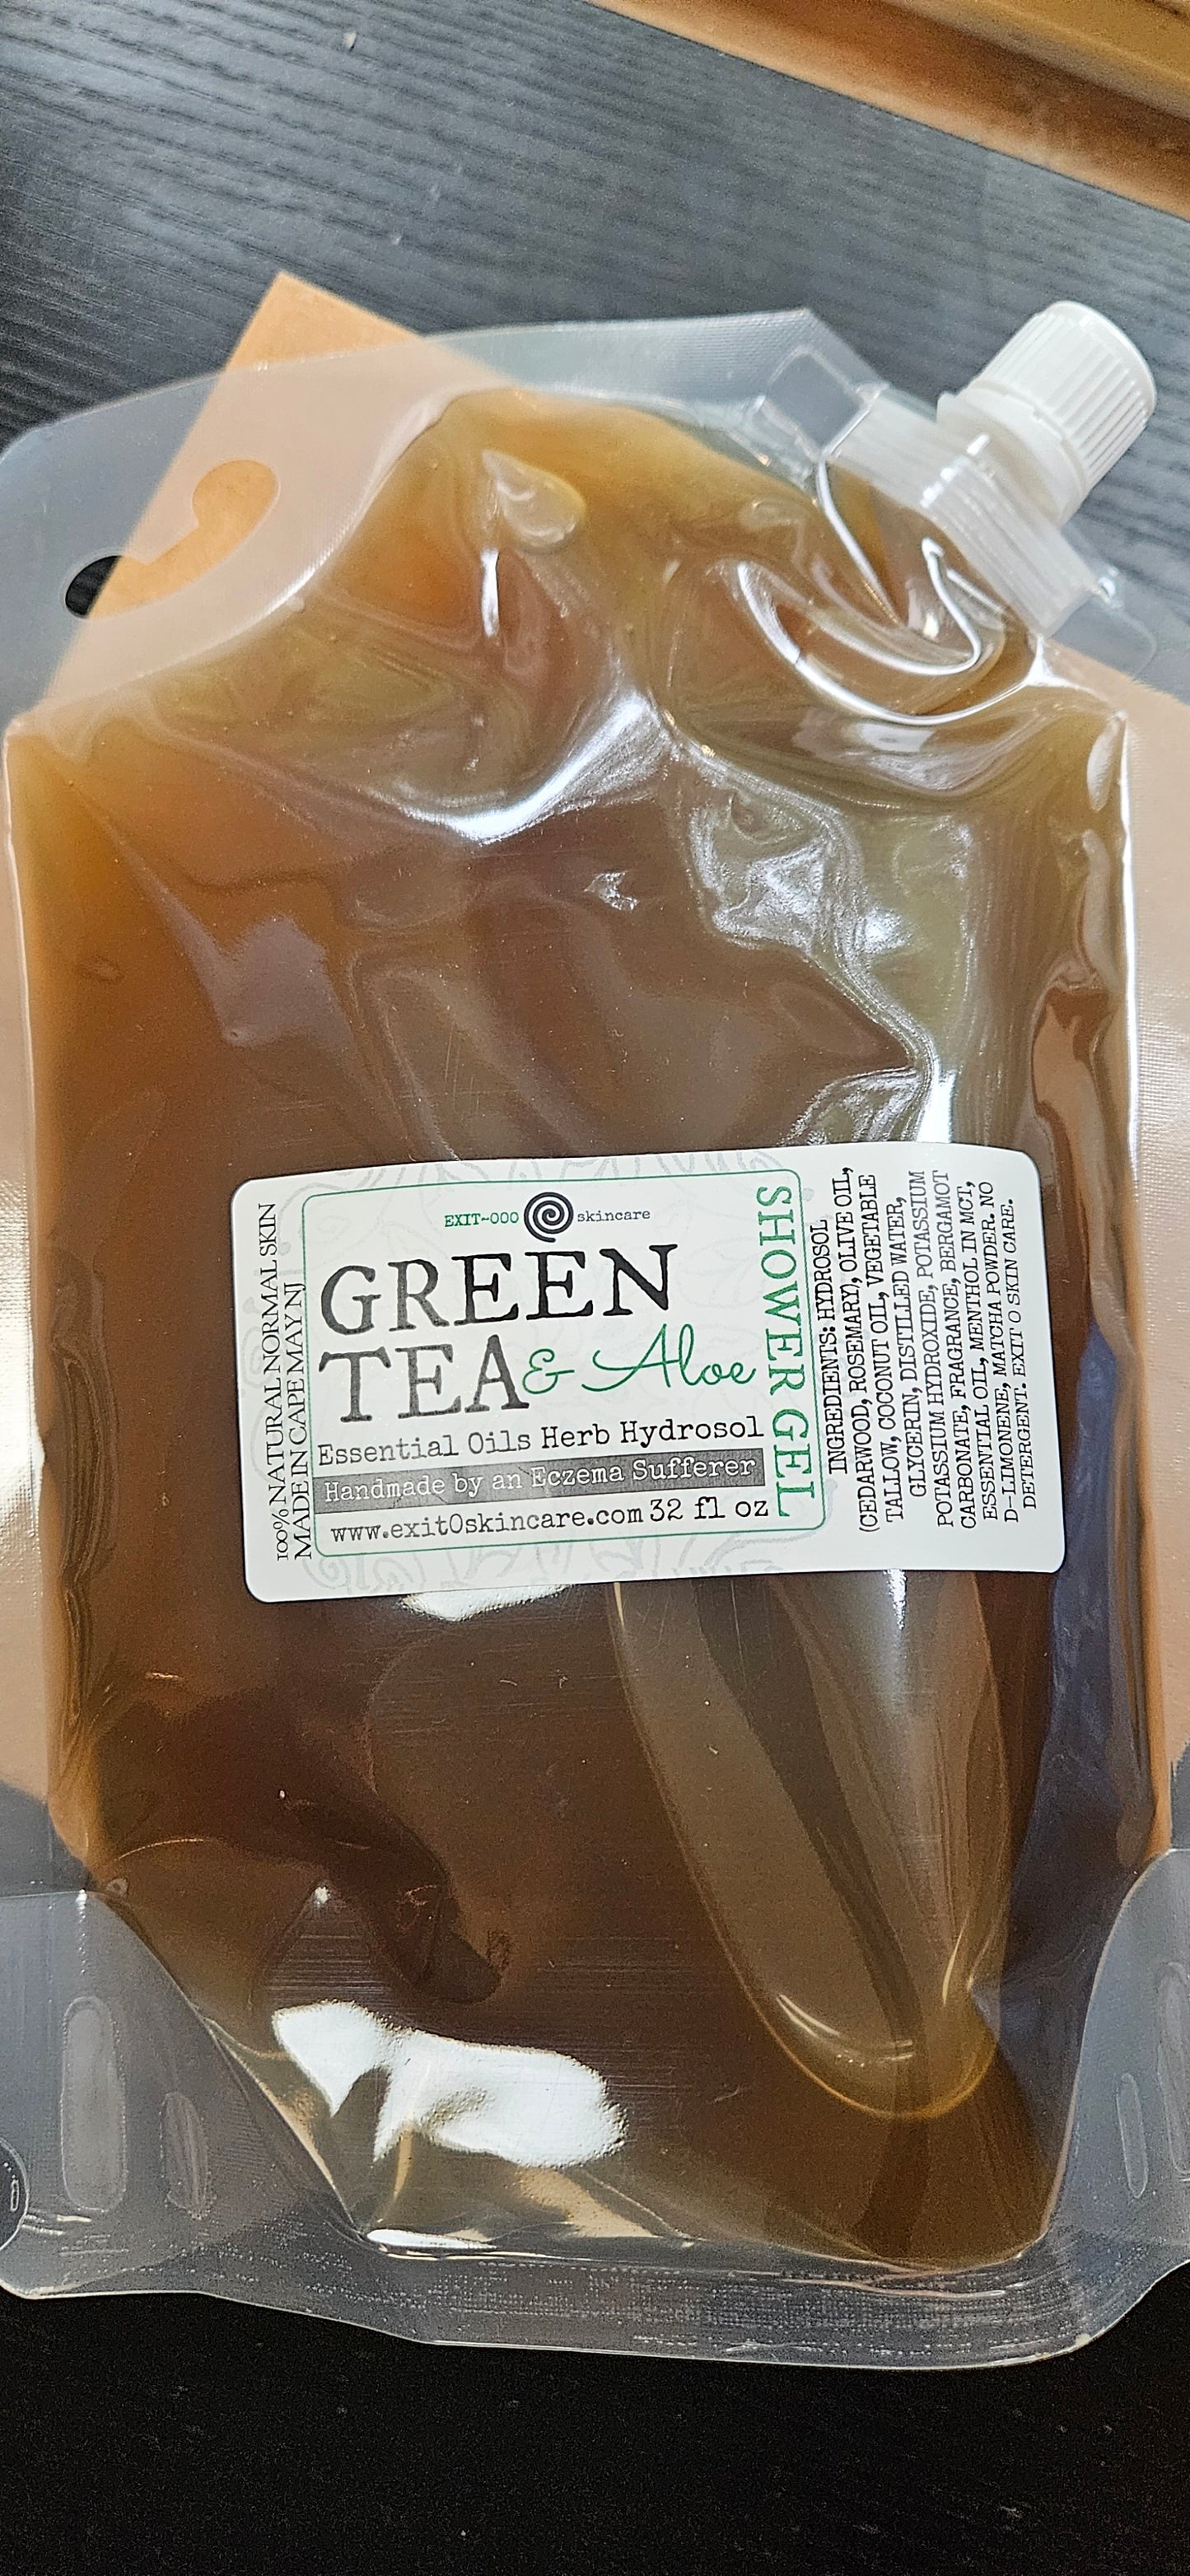 100% NATURAL NORMAL SKIN
MADE IN CAPE MAY NJ
EXIT~000 skincare
GREEN
TEA & Aloe
Essential Oils Herb Hydrosol
Handmade by an Eczema Sufferer
www.exit0skincare.com 32 fl oz
SHOWER GEL
INGREDIENTS: HYDROSOL
(CEDARWOOD, ROSEMARY), OLIVE OIL,
TALLOW, COCONUT OIL, VEGETABLE
GLYCERIN, DISTILLED WATER,
POTASSIUM HYDROXIDE, POTASSIUM
CARBONATE, FRAGRANCE, BERGAMOT
ESSENTIAL OIL, MENTHOL IN MCT,
D-LIMONENE, MATCHA POWDER. NO
DETERGENT. EXIT 0 SKIN CARE.